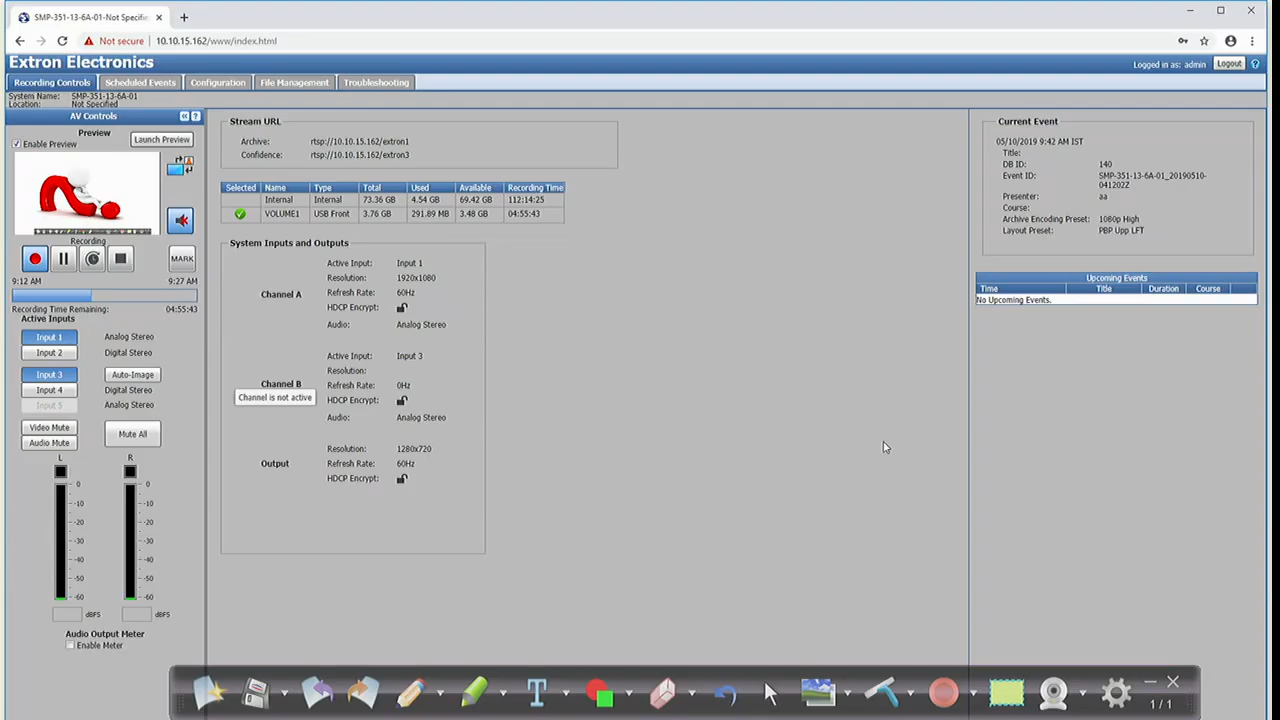 SMP-351-13-6A-01-Not Specifi
Not secure 10.10.15.162/www/index.html
Extron Electronics
Logged in as: admin Logout
Recording Controls Scheduled Events Configuration File Management Troubleshooting
System Name: SMP-351-13-6A-01
Location: Not Specified
AV Controls
Preview
Enable Preview
Launch Preview
Recording
MARK
9:12 AM 9:27 AM
Recording Time Remaining: 04:55:43
Active Inputs
Input 1 Analog Stereo
Input 2 Digital Stereo
Input 3 Auto-Image
Input 4 Digital Stereo
Input 5 Analog Stereo
Video Mute
Audio Mute
Mute All
L R
0 0
-10 -10
-20 -20
-30 -30
-40 -40
-50 -50
-60 -60
dBFS dBFS
Audio Output Meter
Enable Meter
Stream URL
Archive: rtsp://10.10.15.162/extron1
Confidence: rtsp://10.10.15.162/extron3
Selected Name Type Total Used Available Recording Time
Internal Internal 73.36 GB 4.54 GB 69.42 GB 112:14:25
VOLUME1 USB Front 3.76 GB 291.89 MB 3.48 GB 04:55:43
System Inputs and Outputs
Channel A
Active Input: Input 1
Resolution: 1920x1080
Refresh Rate: 60Hz
HDCP Encrypt:
Audio: Analog Stereo
Channel B
Channel is not active
Active Input: Input 3
Resolution:
Refresh Rate: 0Hz
HDCP Encrypt:
Audio: Analog Stereo
Output
Resolution: 1280x720
Refresh Rate: 60Hz
HDCP Encrypt:
Current Event
05/10/2019 9:42 AM IST
Title:
DB ID: 140
Event ID: SMP-351-13-6A-01_20190510-
041202Z
Presenter: aa
Course:
Archive Encoding Preset: 1080p High
Layout Preset: PBP Upp LFT
Upcoming Events
Time Title Duration Course
No Upcoming Events.
1 / 1